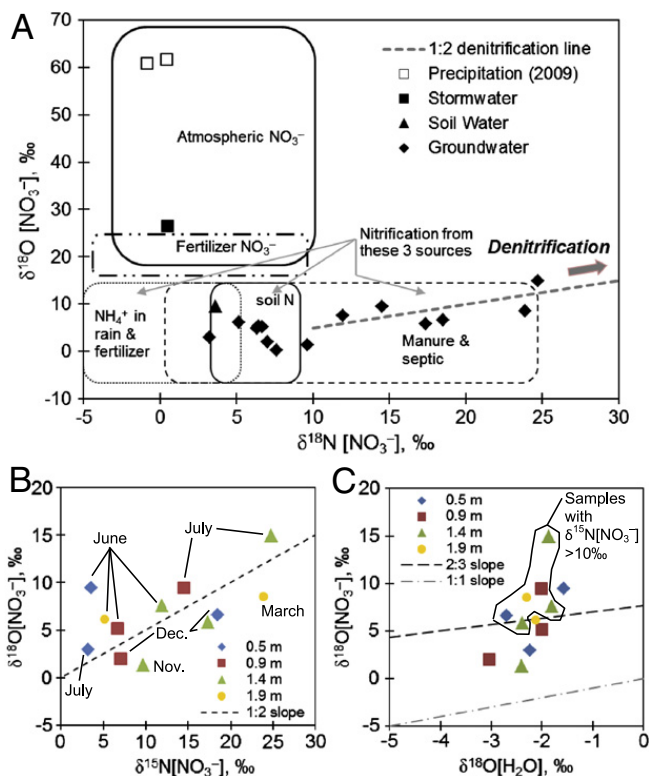 A
70
60
50
40
30
20
10
0
-10
δ¹⁸O [NO₃⁻], ‰
1:2 denitrification line
Precipitation (2009)
Stormwater
Soil Water
Groundwater
Atmospheric NO₃⁻
Fertilizer NO₃⁻
Nitrification from
these 3 sources
Denitrification
NH₄⁺ in
rain &
fertilizer
soil N
Manure &
septic
-5 0 5 10 15 20 25 30
δ¹⁸N [NO₃⁻], ‰
B
20
15
10
5
0
5
δ¹⁸O[NO₃⁻], ‰
June
July
March
Dec.
Nov.
July
0.5 m
0.9 m
1.4 m
1.9 m
1:2 slope
0 5 10 15 20 25 30
δ¹⁵N[NO₃⁻], ‰
C
20
15
10
5
0
5
δ¹⁸O[NO₃⁻], ‰
0.5 m
0.9 m
1.4 m
1.9 m
2:3 slope
1:1 slope
Samples
with
δ¹⁵N[NO₃⁻]
>10‰
-5 -4 -3 -2 -1 0
δ¹⁸O[H₂O], ‰